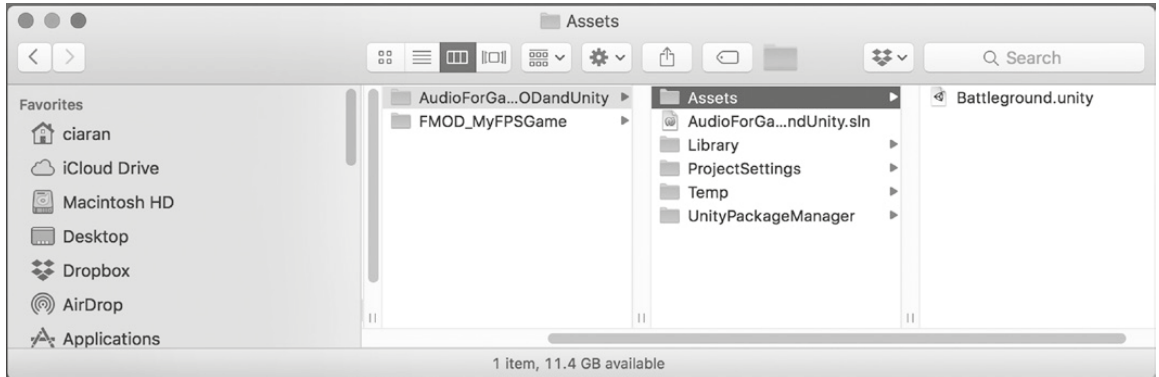 Assets
Search
Favorites
ciaran
iCloud Drive
Macintosh HD
Desktop
Dropbox
AirDrop
Applications
AudioForGa...ODandUnity
FMOD_MyFPSGame
Assets
AudioForGa...ndUnity.sln
Library
ProjectSettings
Temp
UnityPackageManager
Battleground.unity
1 item, 11.4 GB available